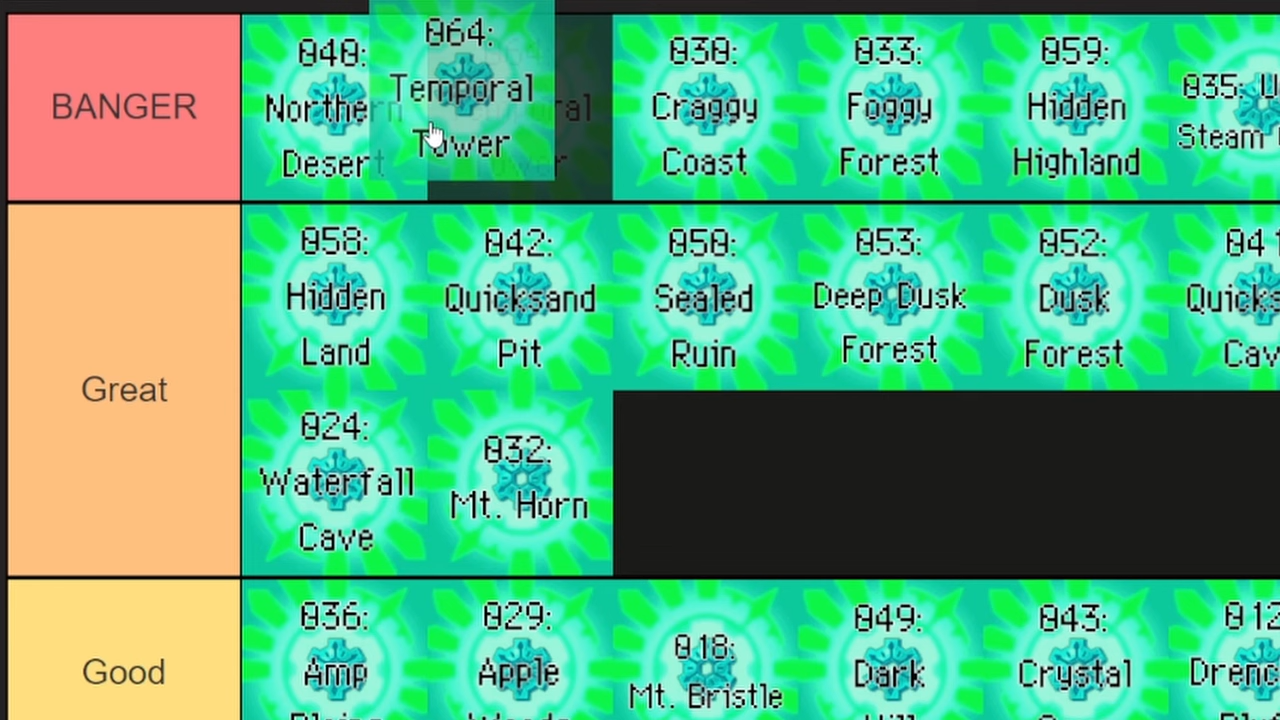 BANGER
040:
Northern
Desert
064:
Temporal
Tower
030:
Craggy
Coast
033:
Foggy
Forest
059:
Hidden
Highland
035:
Steam
Great
058:
Hidden
Land
042:
Quicksand
Pit
050:
Sealed
Ruin
053:
Deep Dusk
Forest
052:
Dusk
Forest
024:
Waterfall
Cave
032:
Mt. Horn
Good
036:
Amp
029:
Apple
018:
Mt. Bristle
049:
Dark
043:
Crystal